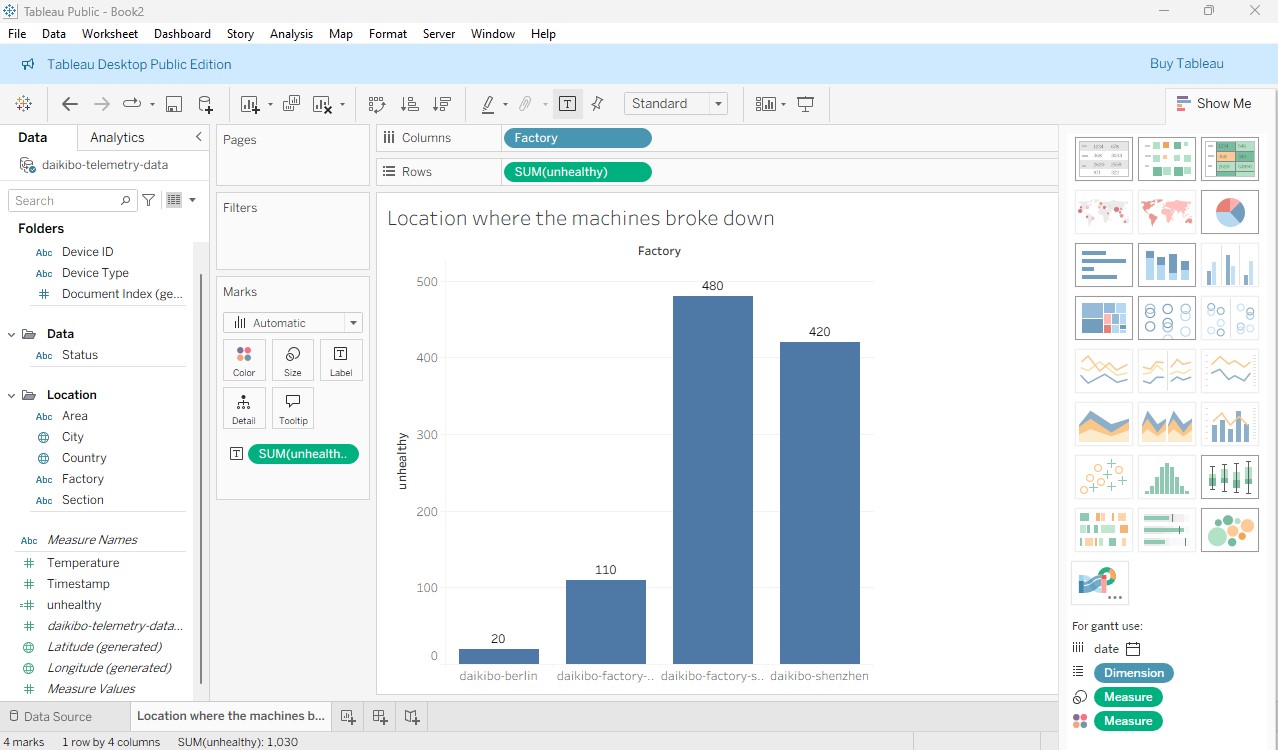 Tableau Public - Book2
File Data Worksheet Dashboard Story Analysis Map Format Server Window Help
Tableau Desktop Public Edition
Buy Tableau
Standard
Show Me
Data Analytics
daikibo-telemetry-data
Search
Folders
Abc Device ID
Abc Device Type
# Document Index (ge...
Data
Abc Status
Location
Abc Area
City
Country
Abc Factory
Abc Section
Abc Measure Names
# Temperature
# Timestamp
=# unhealthy
# daikibo-telemetry-data...
Latitude (generated)
Longitude (generated)
# Measure Values
Pages
Filters
Marks
Automatic
Color Size Label
Detail Tooltip
SUM(unhealth..
Columns Factory
Rows SUM(unhealthy)
Location where the machines broke down
Factory
500
400
300
200
100
0
unhealthy
20
110
480
420
daikibo-berlin daikibo-factory-.. daikibo-factory-s.. daikibo-shenzhen
For gantt use:
date
Dimension
Measure
Measure
Data Source Location where the machines b...
4 marks 1 row by 4 columns SUM(unhealthy): 1,030